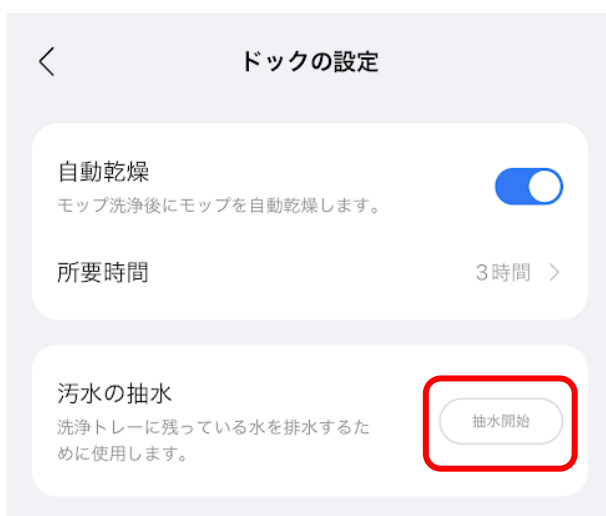 ドックの設定
自動乾燥
モップ洗浄後にモップを自動乾燥します。
所要時間 3時間
汚水の抽水
洗浄トレーに残っている水を排水するた
めに使用します。
抽水開始